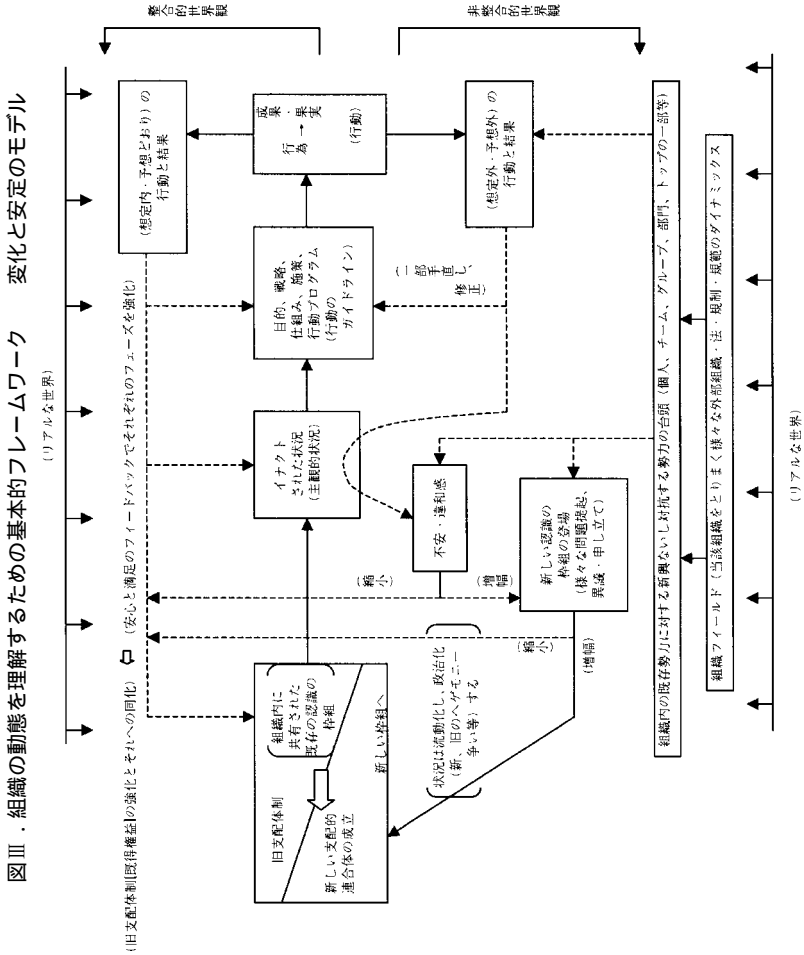 図Ⅲ．組織の動態を理解するための基本的フレームワーク　変化と安定のモデル
(リアルな世界)
整合的世界観
非整合的世界観
(旧支配体制[既得権益]の強化とそれへの同化)
(安心と満足のフィードバックでそれぞれのフェーズを強化)
(想定内・予想どおり)の
行動と結果
旧支配体制
組織内に
共有された
既存の認識の
枠組
新しい支配的
連合体の成立
新しい枠組へ
イナクト
された状況
(主観的状況)
目的、戦略、
仕組み、施策、
行動プログラム
(行動の
ガイドライン)
成果・果実
行為→
(行動)
(一部手直し、
修正)
(縮小)
(増幅)
不安・違和感
(想定外・予想外)の
行動と結果
新しい認識の
枠組の登場
(様々な問題提起、
異議・申し立て)
(縮小)
(増幅)
状況は流動化し、政治化
(新、旧のヘゲモニー
争い等)する
組織内の既存勢力に対する新興ないし対抗する勢力の台頭（個人、チーム、グループ、部門、トップの一部等）
組織フィールド（当該組織をとりまく様々な外部組織・法・規制・規範のダイナミックス
(リアルな世界)